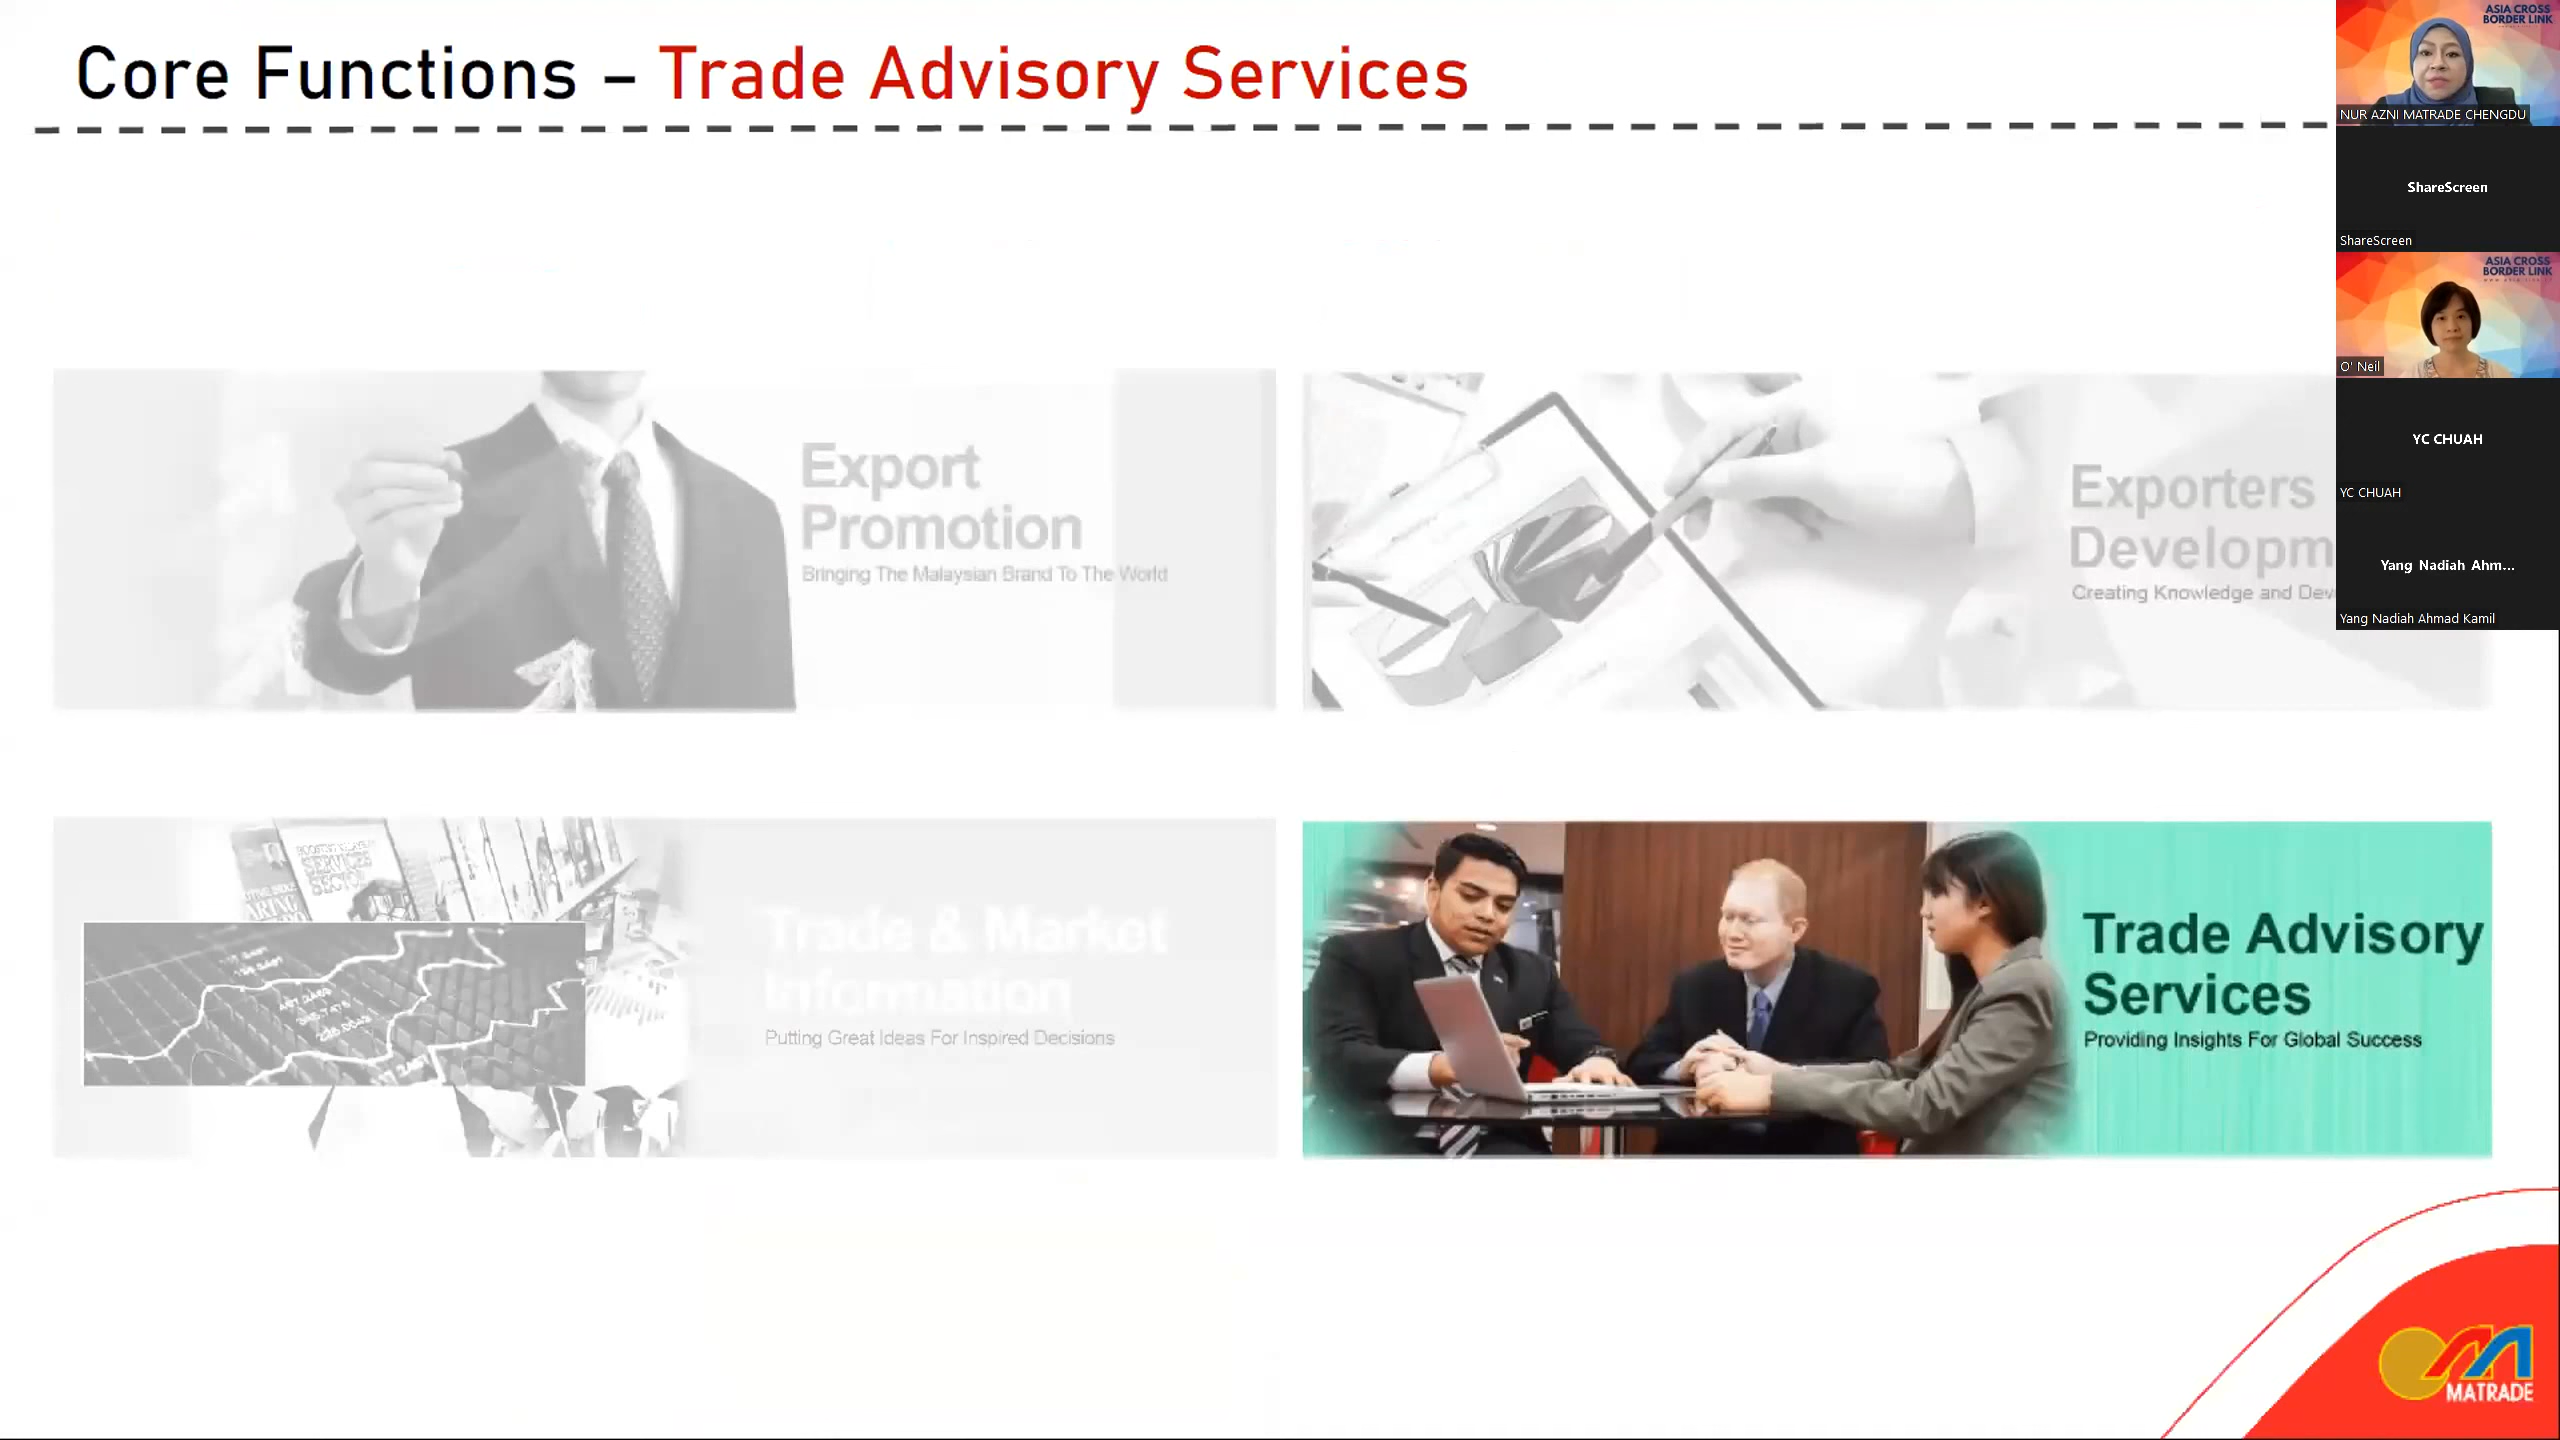 Core Functions – Trade Advisory Services
Export
Promotion
Bringing The Malaysian Brand To The World
Exporters
Developm
Creating Knowledge and Dev
SERVICES
SECTOR
Trade & Market
Information
Putting Great Ideas For Inspired Decisions
Trade Advisory
Services
Providing Insights For Global Success
MATRADE
ASIA CROSS
BORDER LINK
NUR AZNI MATRADE CHENGDU
ShareScreen
ShareScreen
ASIA CROSS
BORDER LINK
O' Neil
YC CHUAH
YC CHUAH
Yang Nadiah Ahm...
Yang Nadiah Ahmad Kamil